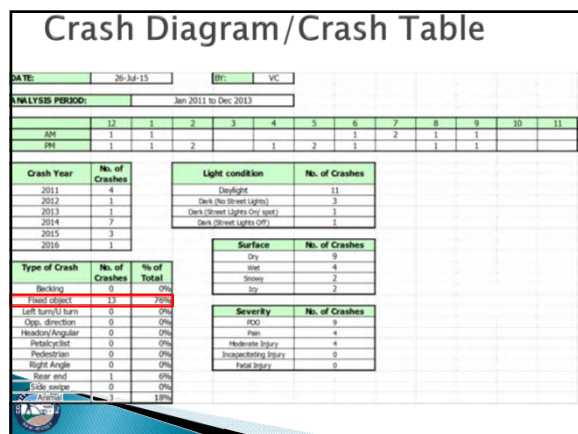 Crash Diagram/Crash Table
DATE: 26-Jul-15 BY: VC
ANALYSIS PERIOD: Jan 2011 to Dec 2013
12 1 2 3 4 5 6 7 8 9 10 11
AM 1 1 1 2 1 1
PM 1 1 2 1 2 1 1 1
Crash Year No. of Crashes
2011 4
2012 1
2013 1
2014 7
2015 3
2016 1
Light condition No. of Crashes
Daylight 11
Dark (No Street Lights) 3
Dark (Street Lights On/ spot) 1
Dark (Street Lights Off) 1
Surface No. of Crashes
Dry 9
Wet 4
Snowy 2
Icy 2
Type of Crash No. of Crashes % of Total
Backing 0 0%
Fixed object 13 76%
Left turn/U turn 0 0%
Opp. direction 0 0%
Headon/Angular 0 0%
Petalcyclist 0 0%
Pedestrian 0 0%
Right Angle 0 0%
Rear end 1 6%
Side swipe 0 0%
Animal 3 18%
Severity No. of Crashes
PDO 9
Pain 4
Moderate Injury 4
Incapacitating Injury 0
Fatal Injury 0
NEW JERSEY